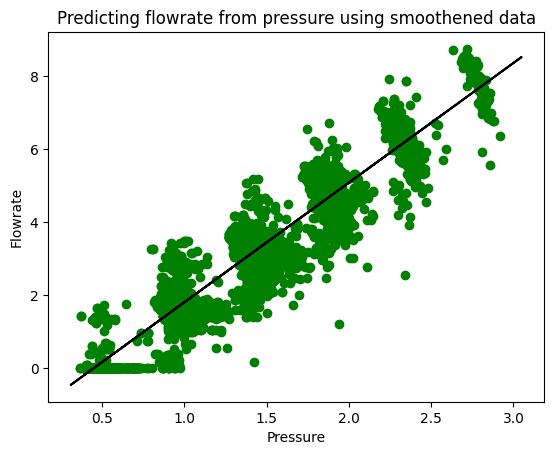 Predicting flowrate from pressure using smoothened data
8
6
4
2
0
Flowrate
0.5 1.0 1.5 2.0 2.5 3.0
Pressure